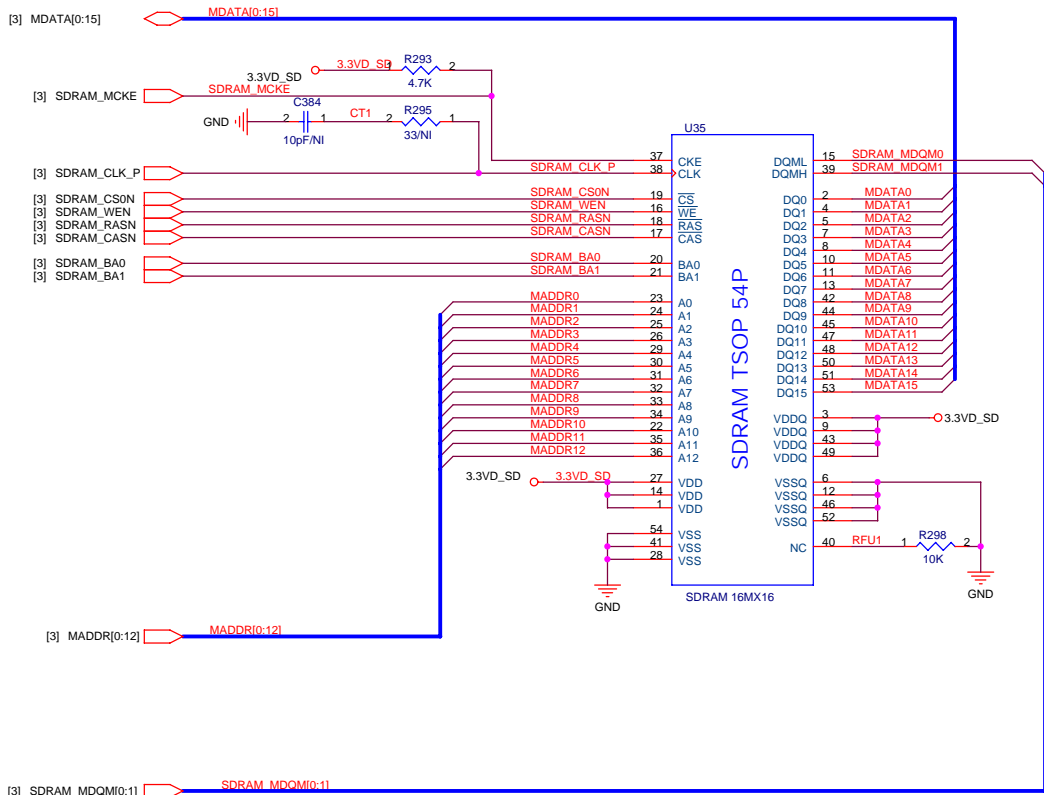 [3] MDATA[0:15] MDATA[0:15]
3.3VD_SD 3.3VD_SD 1 R293 2
4.7K
[3] SDRAM_MCKE SDRAM_MCKE
GND 2 C384 1 CT1 2 R295 1
10pF/NI 33/NI
U35
[3] SDRAM_CLK_P SDRAM_CLK_P
37 CKE DQML 15 SDRAM_MDQM0
38 CLK DQMH 39 SDRAM_MDQM1
[3] SDRAM_CS0N SDRAM_CS0N 19 CS DQ0 2 MDATA0
[3] SDRAM_WEN SDRAM_WEN 16 WE DQ1 4 MDATA1
[3] SDRAM_RASN SDRAM_RASN 18 RAS DQ2 5 MDATA2
[3] SDRAM_CASN SDRAM_CASN 17 CAS DQ3 7 MDATA3
DQ4 8 MDATA4
[3] SDRAM_BA0 SDRAM_BA0 20 BA0 DQ5 10 MDATA5
[3] SDRAM_BA1 SDRAM_BA1 21 BA1 DQ6 11 MDATA6
DQ7 13 MDATA7
MADDR0 23 A0 DQ8 42 MDATA8
MADDR1 24 A1 DQ9 44 MDATA9
MADDR2 25 A2 DQ10 45 MDATA10
MADDR3 26 A3 DQ11 47 MDATA11
MADDR4 29 A4 DQ12 48 MDATA12
MADDR5 30 A5 DQ13 50 MDATA13
MADDR6 31 A6 DQ14 51 MDATA14
MADDR7 32 A7 DQ15 53 MDATA15
MADDR8 33 A8
MADDR9 34 A9 VDDQ 3 3.3VD_SD
MADDR10 22 A10 VDDQ 9
MADDR11 35 A11 VDDQ 43
MADDR12 36 A12 VDDQ 49
SDRAM TSOP 54P
3.3VD_SD 3.3VD_SD 27 VDD VSSQ 6
14 VDD VSSQ 12
1 VDD VSSQ 46
VSSQ 52
54 VSS
41 VSS NC 40 RFU1 1 R298 2
28 VSS 10K
GND GND
SDRAM 16MX16
[3] MADDR[0:12] MADDR[0:12]
[3] SDRAM_MDQM[0:1] SDRAM_MDQM[0:1]